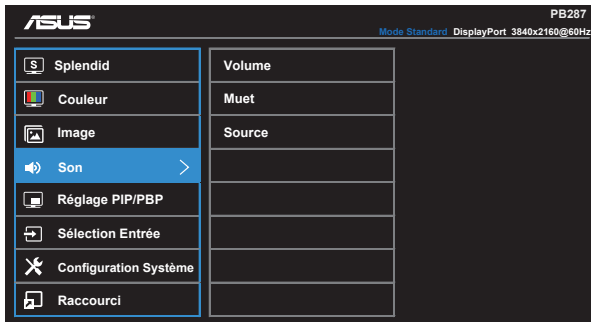 ASUS
PB287
Mode Standard DisplayPort 3840x2160@60Hz
S Splendid
Volume
Couleur
Muet
Image
Source
Son
Réglage PIP/PBP
Sélection Entrée
Configuration Système
Raccourci